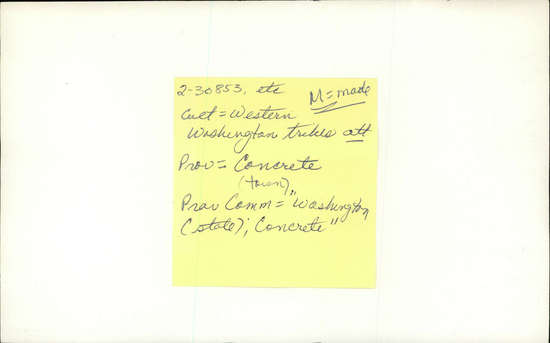 2-30853, etc
M = made
Cult = Western
Washington tribes att
Prov = Concrete
(town)
Prov Comm = "Washington
(state); Concrete"